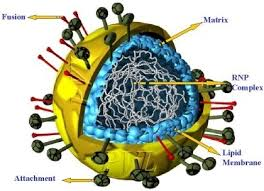 Fusion
Matrix
RNP
Complex
Lipid
Membrane
Attachment